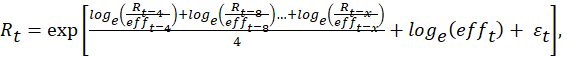 R_t = exp[ (log_e(R_{t-4}/eff_{t-4}) + log_e(R_{t-8}/eff_{t-8}) … + log_e(R_{t-x}/eff_{t-x})) / 4 + log_e(eff_t) + ε_t ],